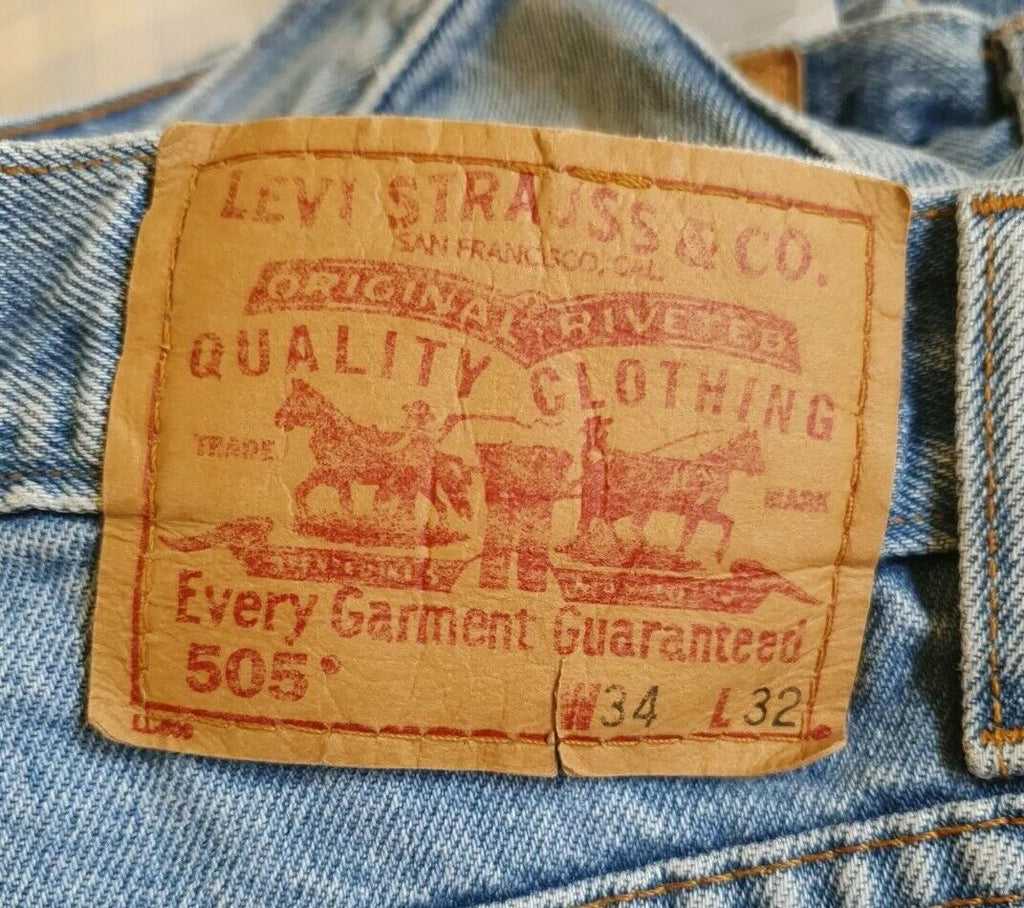 LEVI STRAUSS & CO.
SAN FRANCISCO, CAL.
ORIGINAL RIVETED
QUALITY CLOTHING
TRADE MARK
Every Garment Guaranteed
505®
W34 L32